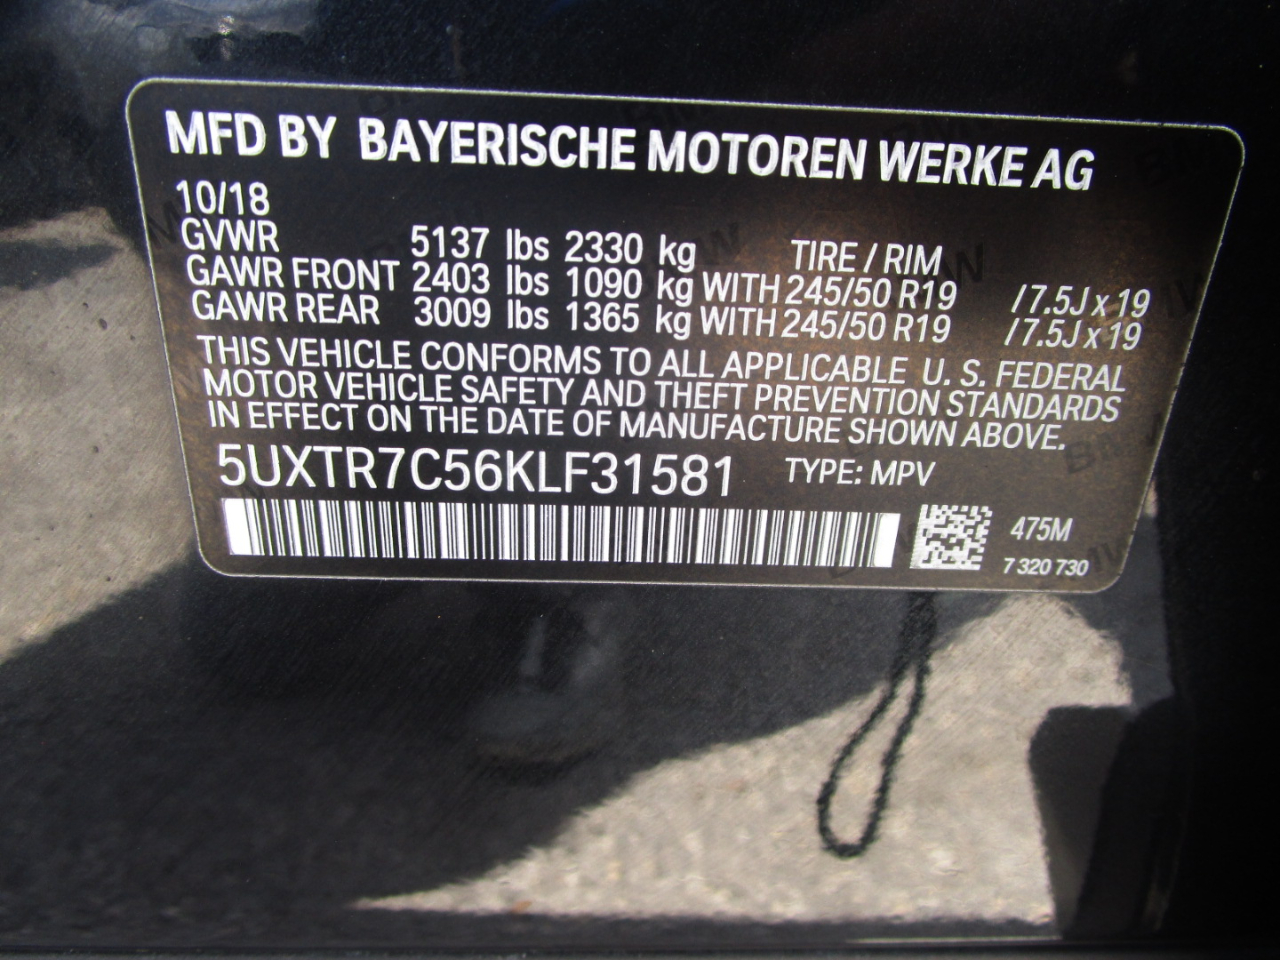 MFD BY BAYERISCHE MOTOREN WERKE AG
10/18
GVWR 5137 lbs 2330 kg TIRE / RIM
GAWR FRONT 2403 lbs 1090 kg WITH 245/50 R19 /7.5J x 19
GAWR REAR 3009 lbs 1365 kg WITH 245/50 R19 /7.5J x 19
THIS VEHICLE CONFORMS TO ALL APPLICABLE U. S. FEDERAL
MOTOR VEHICLE SAFETY AND THEFT PREVENTION STANDARDS
IN EFFECT ON THE DATE OF MANUFACTURE SHOWN ABOVE.
5UXTR7C56KLF31581 TYPE: MPV
475M
7 320 730